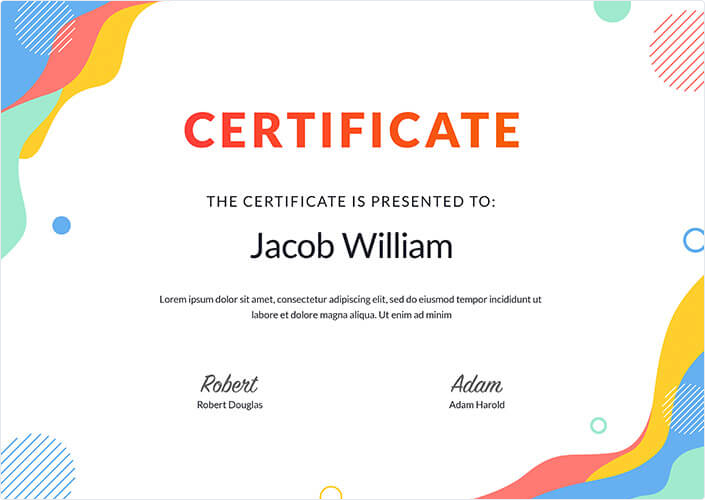 CERTIFICATE
THE CERTIFICATE IS PRESENTED TO:
Jacob William
Lorem ipsum dolor sit amet, consectetur adipiscing elit, sed do eiusmod tempor incididunt ut
labore et dolore magna aliqua. Ut enim ad minim
Robert Adam
Robert Douglas Adam Harold